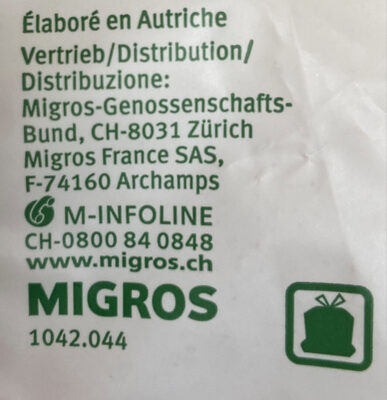 Élaboré en Autriche
Vertrieb/Distribution/
Distribuzione:
Migros-Genossenschafts-
Bund, CH-8031 Zürich
Migros France SAS,
F-74160 Archamps
M-INFOLINE
CH-0800 84 0848
www.migros.ch
MIGROS
1042.044